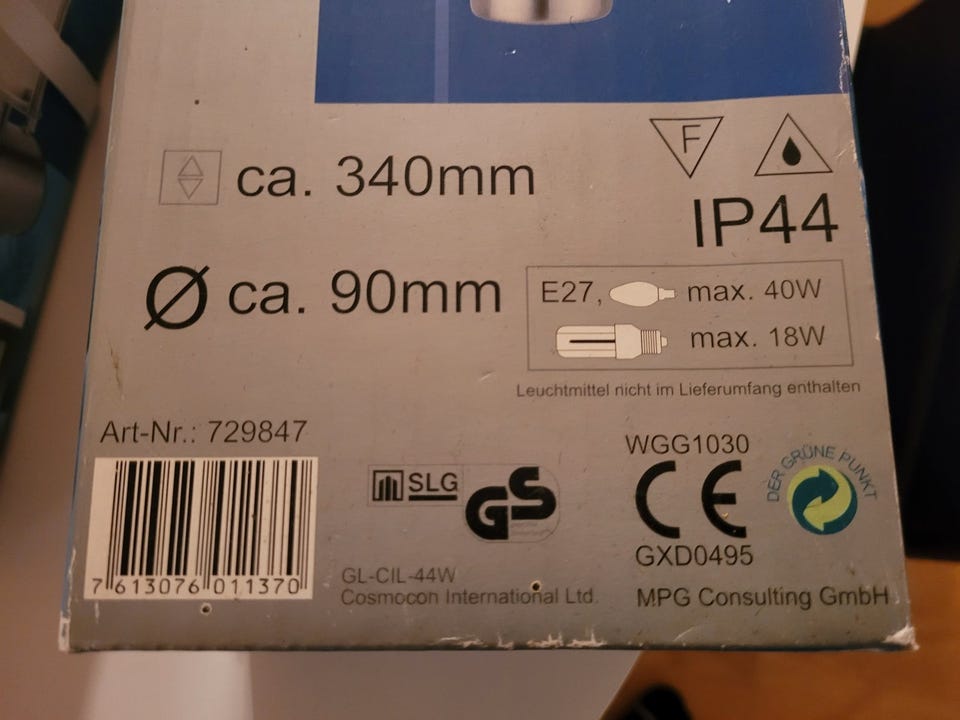 F
ca. 340mm
IP44
Ø ca. 90mm
E27, max. 40W
max. 18W
Leuchtmittel nicht im Lieferumfang enthalten
Art-Nr.: 729847
WGG1030
DER GRÜNE PUNKT
SLG
GS
CE
GXD0495
7 613076 011370
GL-CIL-44W
Cosmocon International Ltd.
MPG Consulting GmbH